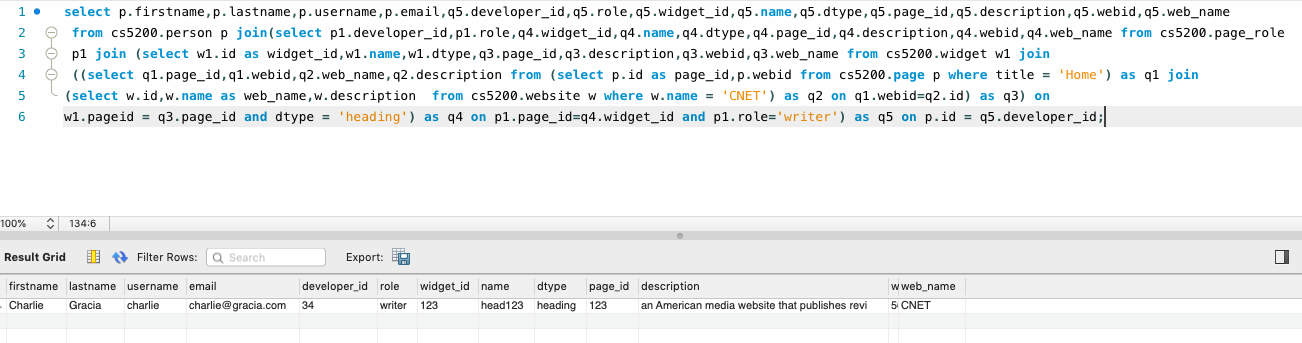 1 select p.firstname,p.lastname,p.username,p.email,q5.developer_id,q5.role,q5.widget_id,q5.name,q5.dtype,q5.page_id,q5.description,q5.webid,q5.web_name
2 from cs5200.person p join(select p1.developer_id,p1.role,q4.widget_id,q4.name,q4.dtype,q4.page_id,q4.description,q4.webid,q4.web_name from cs5200.page_role
3 p1 join (select w1.id as widget_id,w1.name,w1.dtype,q3.page_id,q3.description,q3.webid,q3.web_name from cs5200.widget w1 join
4 ((select q1.page_id,q1.webid,q2.web_name,q2.description from (select p.id as page_id,p.webid from cs5200.page p where title = 'Home') as q1 join
5 (select w.id,w.name as web_name,w.description  from cs5200.website w where w.name = 'CNET') as q2 on q1.webid=q2.id) as q3) on
6 w1.pageid = q3.page_id and dtype = 'heading') as q4 on p1.page_id=q4.widget_id and p1.role='writer') as q5 on p.id = q5.developer_id;
100% 134:6
Result Grid Filter Rows: Search Export:
firstname lastname username email developer_id role widget_id name dtype page_id description w web_name
Charlie Gracia charlie charlie@gracia.com 34 writer 123 head123 heading 123 an American media website that publishes revi CNET